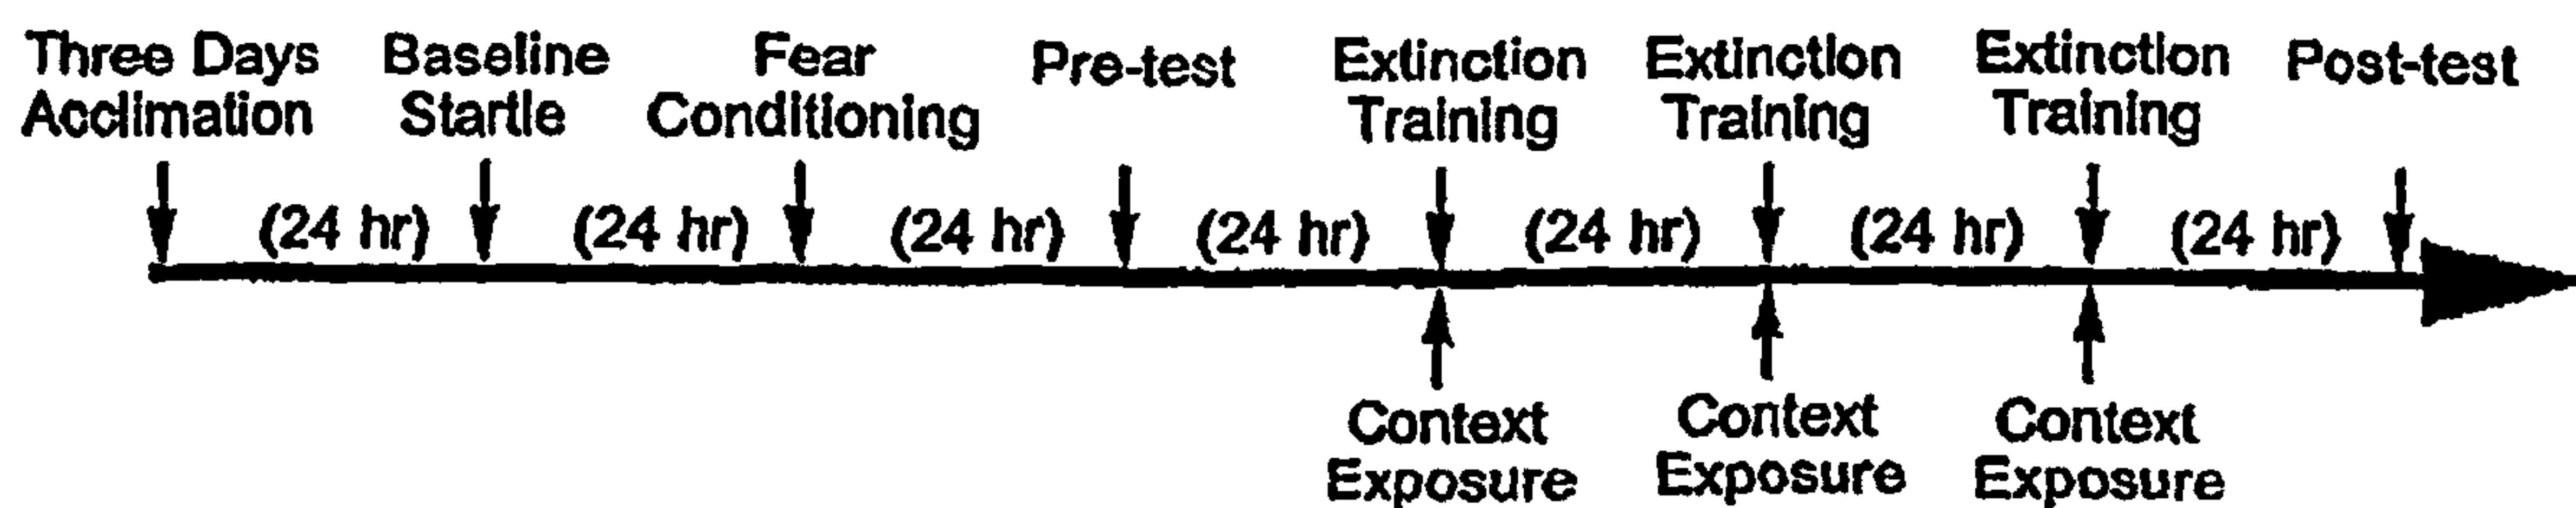 Three Days Acclimation
Baseline Startle
Fear Conditioning
Pre-test
Extinction Training
Extinction Training
Extinction Training
Post-test
(24 hr) (24 hr) (24 hr) (24 hr) (24 hr) (24 hr) (24 hr)
Context Exposure
Context Exposure
Context Exposure